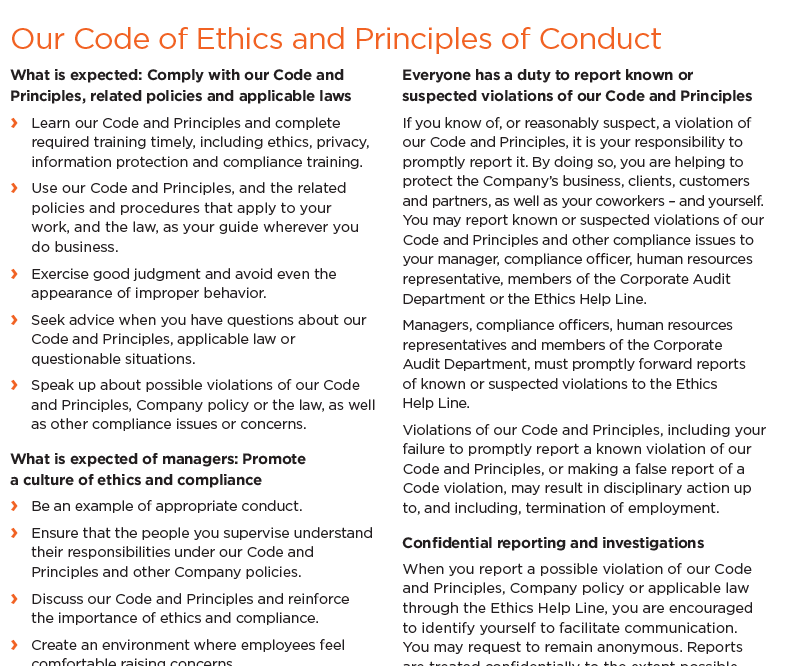 Our Code of Ethics and Principles of Conduct
What is expected: Comply with our Code and
Principles, related policies and applicable laws
› Learn our Code and Principles and complete
required training timely, including ethics, privacy,
information protection and compliance training.
› Use our Code and Principles, and the related
policies and procedures that apply to your
work, and the law, as your guide wherever you
do business.
› Exercise good judgment and avoid even the
appearance of improper behavior.
› Seek advice when you have questions about our
Code and Principles, applicable law or
questionable situations.
› Speak up about possible violations of our Code
and Principles, Company policy or the law, as well
as other compliance issues or concerns.
What is expected of managers: Promote
a culture of ethics and compliance
› Be an example of appropriate conduct.
› Ensure that the people you supervise understand
their responsibilities under our Code and
Principles and other Company policies.
› Discuss our Code and Principles and reinforce
the importance of ethics and compliance.
› Create an environment where employees feel
comfortable raising concerns.
Everyone has a duty to report known or
suspected violations of our Code and Principles
If you know of, or reasonably suspect, a violation of
our Code and Principles, it is your responsibility to
promptly report it. By doing so, you are helping to
protect the Company's business, clients, customers
and partners, as well as your coworkers – and yourself.
You may report known or suspected violations of our
Code and Principles and other compliance issues to
your manager, compliance officer, human resources
representative, members of the Corporate Audit
Department or the Ethics Help Line.
Managers, compliance officers, human resources
representatives and members of the Corporate
Audit Department, must promptly forward reports
of known or suspected violations to the Ethics
Help Line.
Violations of our Code and Principles, including your
failure to promptly report a known violation of our
Code and Principles, or making a false report of a
Code violation, may result in disciplinary action up
to, and including, termination of employment.
Confidential reporting and investigations
When you report a possible violation of our Code
and Principles, Company policy or applicable law
through the Ethics Help Line, you are encouraged
to identify yourself to facilitate communication.
You may request to remain anonymous. Reports
are treated confidentially to the extent possible